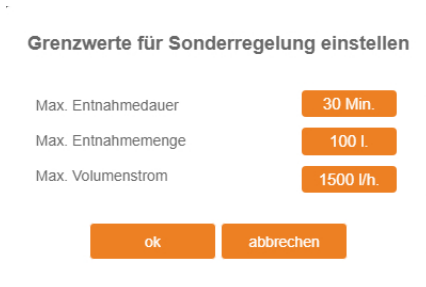 Grenzwerte für Sonderregelung einstellen
Max. Entnahmedauer 30 Min.
Max. Entnahmemenge 100 l.
Max. Volumenstrom 1500 l/h.
ok abbrechen